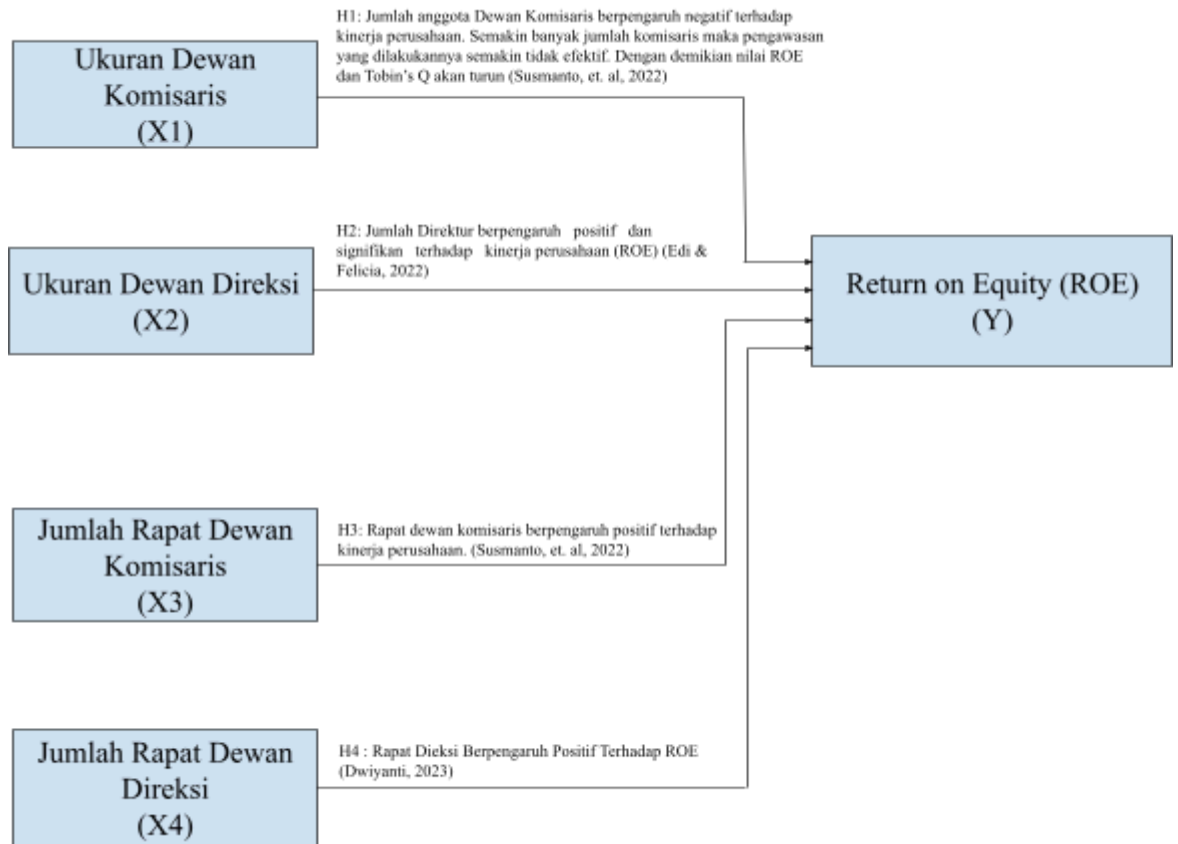 H1: Jumlah anggota Dewan Komisaris berpengaruh negatif terhadap
kinerja perusahaan. Semakin banyak jumlah komisaris maka pengawasan
yang dilakukannya semakin tidak efektif. Dengan demikian nilai ROE
dan Tobin's Q akan turun (Susmanto, et. al, 2022)
Ukuran Dewan
Komisaris
(X1)
H2: Jumlah Direktur berpengaruh positif dan
signifikan terhadap kinerja perusahaan (ROE) (Edi &
Felicia, 2022)
Ukuran Dewan Direksi
(X2)
Return on Equity (ROE)
(Y)
Jumlah Rapat Dewan
Komisaris
(X3)
H3: Rapat dewan komisaris berpengaruh positif terhadap
kinerja perusahaan. (Susmanto, et. al, 2022)
Jumlah Rapat Dewan
Direksi
(X4)
H4 : Rapat Dieksi Berpengaruh Positif Terhadap ROE
(Dwiyanti, 2023)